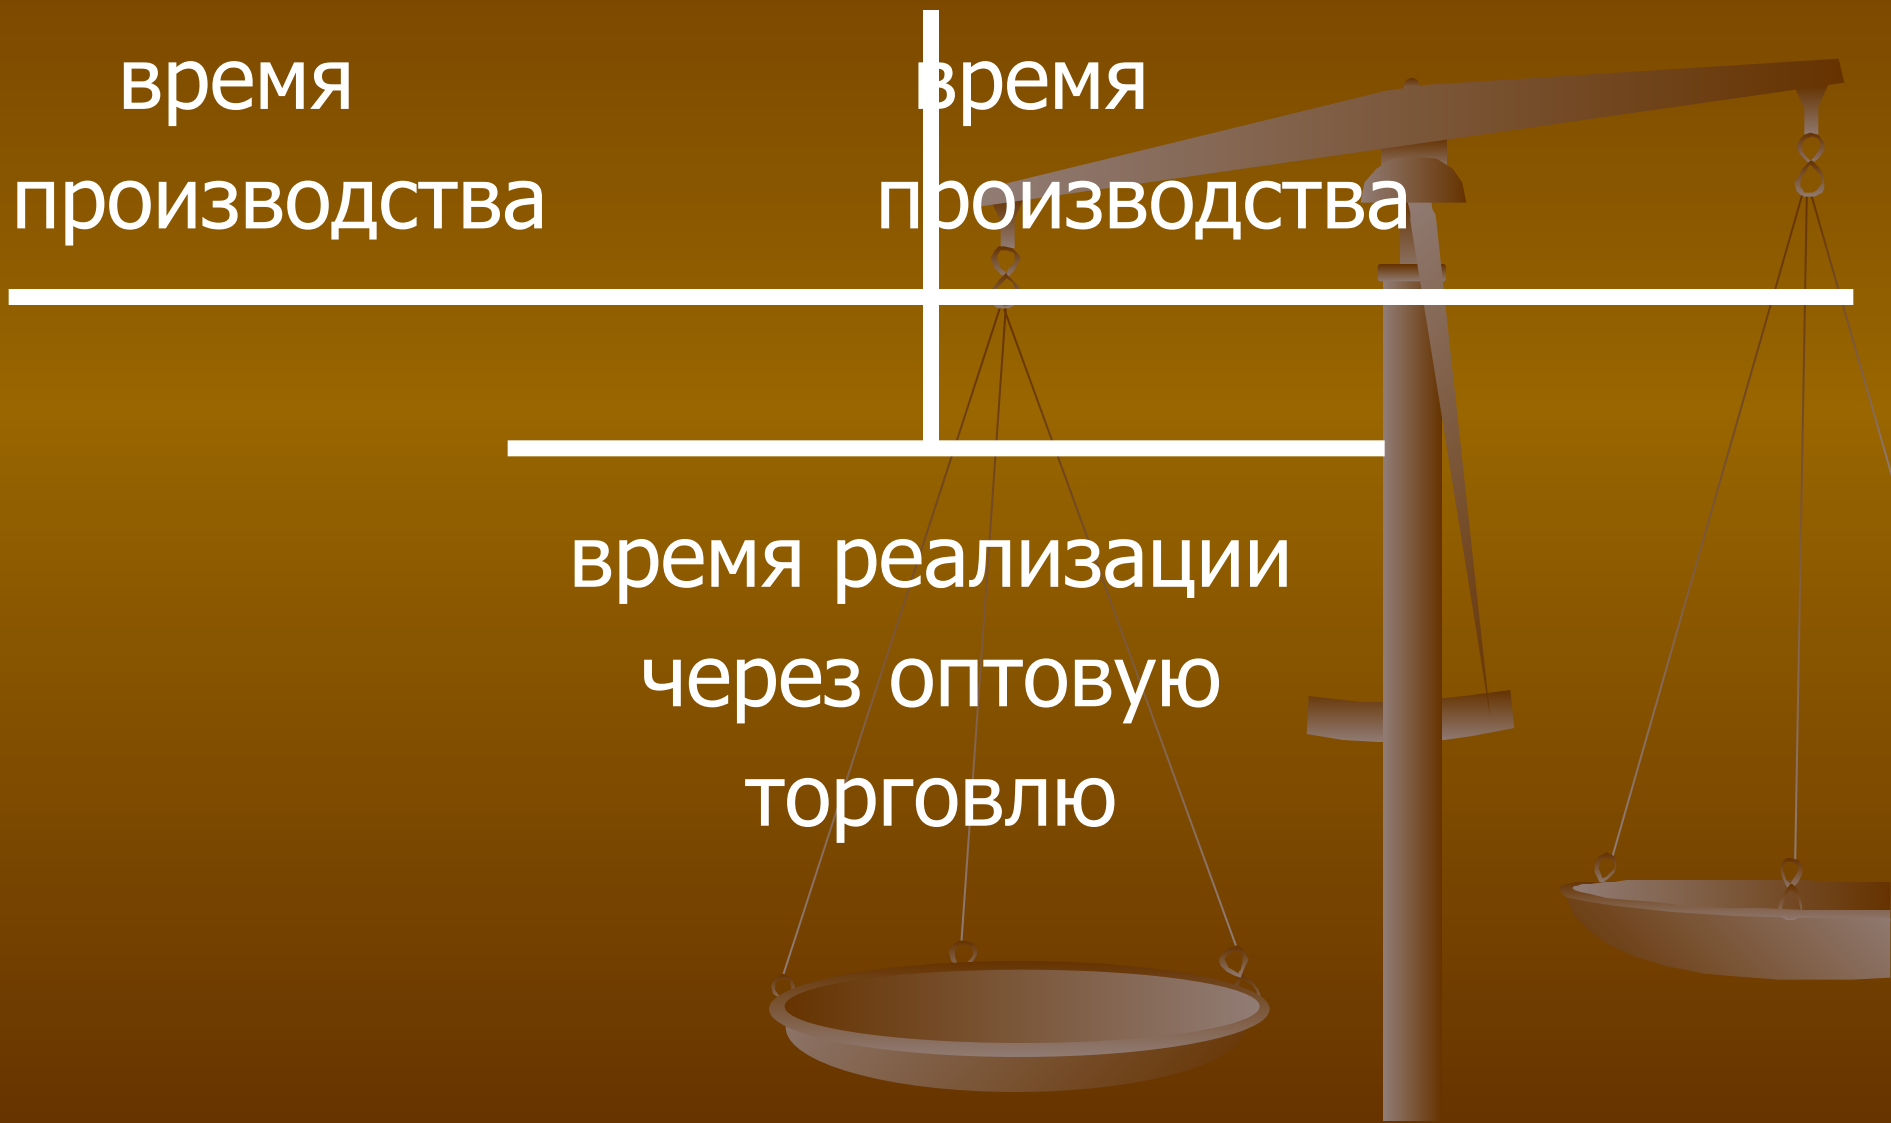 время время
производства производства
время реализации
через оптовую
торговлю